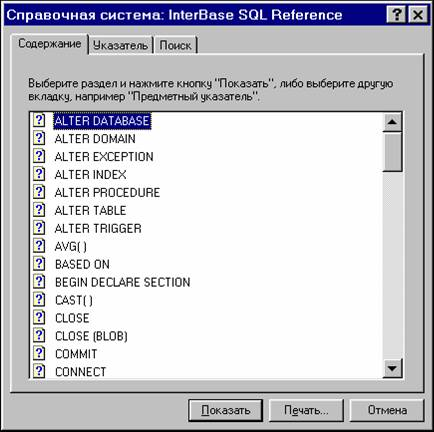 Справочная система: InterBase SQL Reference
Содержание Указатель Поиск
Выберите раздел и нажмите кнопку "Показать", либо выберите другую
вкладку, например "Предметный указатель".
ALTER DATABASE
ALTER DOMAIN
ALTER EXCEPTION
ALTER INDEX
ALTER PROCEDURE
ALTER TABLE
ALTER TRIGGER
AVG( )
BASED ON
BEGIN DECLARE SECTION
CAST( )
CLOSE
CLOSE (BLOB)
COMMIT
CONNECT
Показать Печать... Отмена